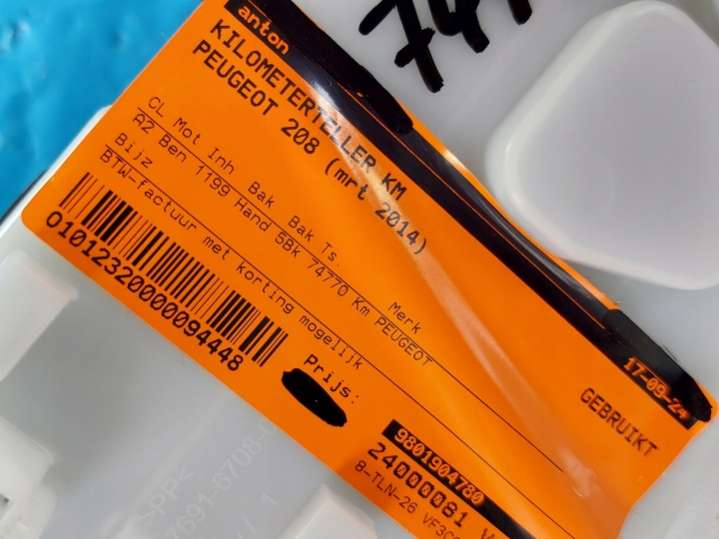 anton
KILOMETERTELLER KM
PEUGEOT 208 (mrt 2014)
CL Mot Inh Bak Bak Ts. Merk
A2 Ben 1199 Hand 5Bk 74770 Km PEUGEOT
Bijz
BTW-factuur met korting mogelijk
01012320000094448
Prijs:
17-09-24
GEBRUIKT
9801904780
24000081
8-TLN-26
>PP<